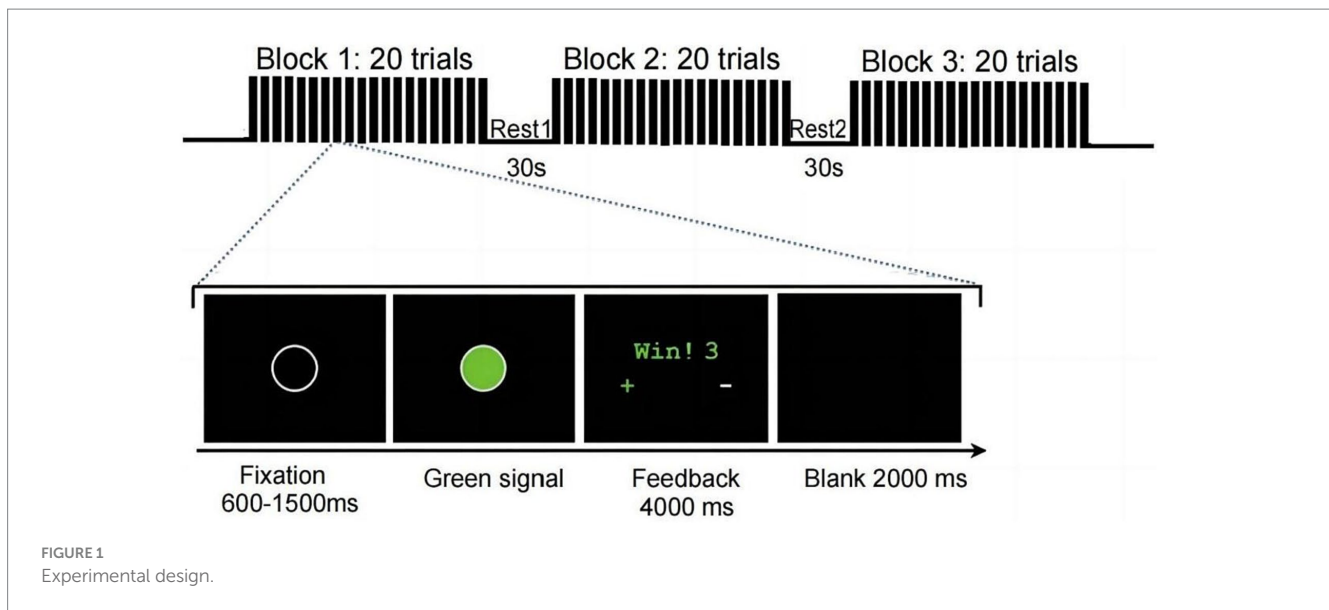 Block 1: 20 trials
Block 2: 20 trials
Block 3: 20 trials
Rest1
Rest2
30s
30s
Win! 3
+ -
Fixation
600-1500ms
Green signal
Feedback
4000 ms
Blank 2000 ms
FIGURE 1
Experimental design.